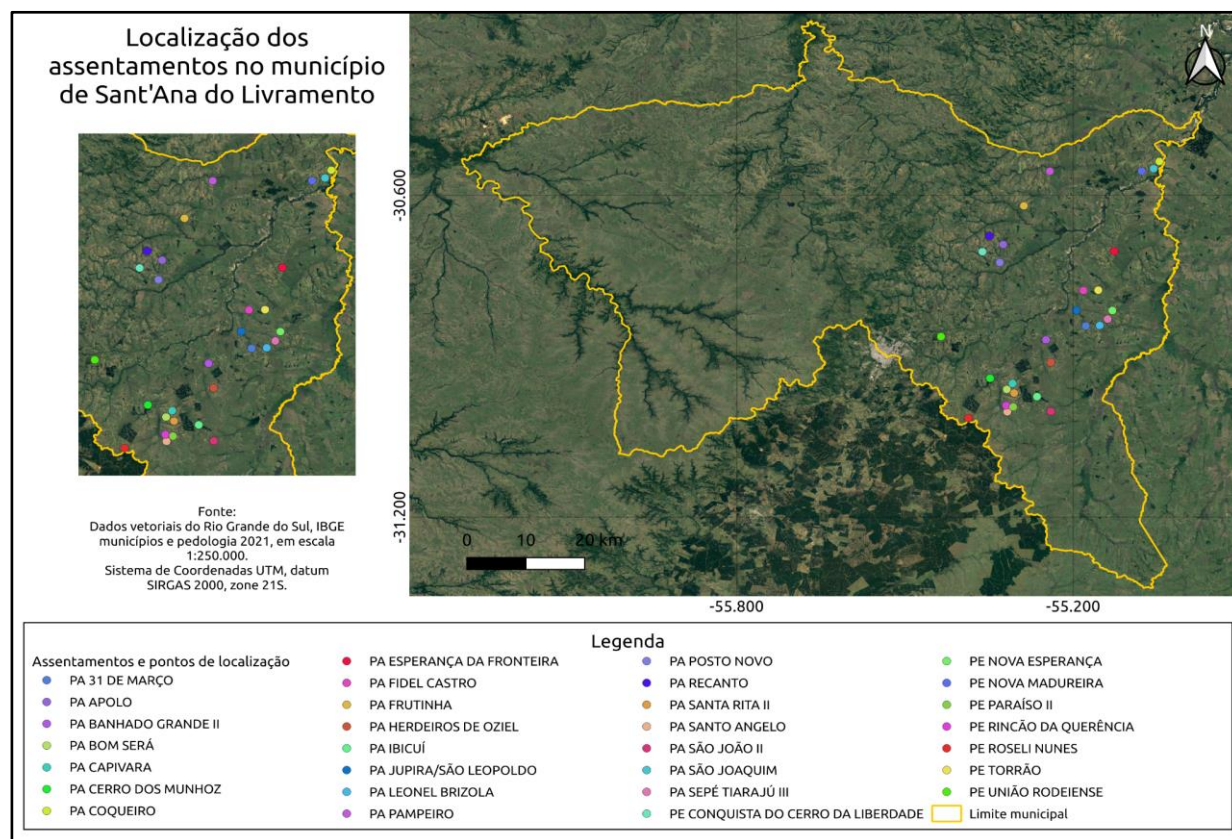 Localização dos
assentamentos no município
de Sant'Ana do Livramento
N
-30.600
-31.200
0 10 20 km
-55.800 -55.200
Fonte:
Dados vetoriais do Rio Grande do Sul, IBGE
municípios e pedologia 2021, em escala
1:250.000.
Sistema de Coordenadas UTM, datum
SIRGAS 2000, zone 21S.
Legenda
Assentamentos e pontos de localização
PA 31 DE MARÇO
PA APOLO
PA BANHADO GRANDE II
PA BOM SERÁ
PA CAPIVARA
PA CERRO DOS MUNHOZ
PA COQUEIRO
PA ESPERANÇA DA FRONTEIRA
PA FIDEL CASTRO
PA FRUTINHA
PA HERDEIROS DE OZIEL
PA IBICUÍ
PA JUPIRA/SÃO LEOPOLDO
PA LEONEL BRIZOLA
PA PAMPEIRO
PA POSTO NOVO
PA RECANTO
PA SANTA RITA II
PA SANTO ANGELO
PA SÃO JOÃO II
PA SÃO JOAQUIM
PA SEPÉ TIARAJÚ III
PE CONQUISTA DO CERRO DA LIBERDADE
PE NOVA ESPERANÇA
PE NOVA MADUREIRA
PE PARAÍSO II
PE RINCÃO DA QUERÊNCIA
PE ROSELI NUNES
PE TORRÃO
PE UNIÃO RODEIENSE
Limite municipal